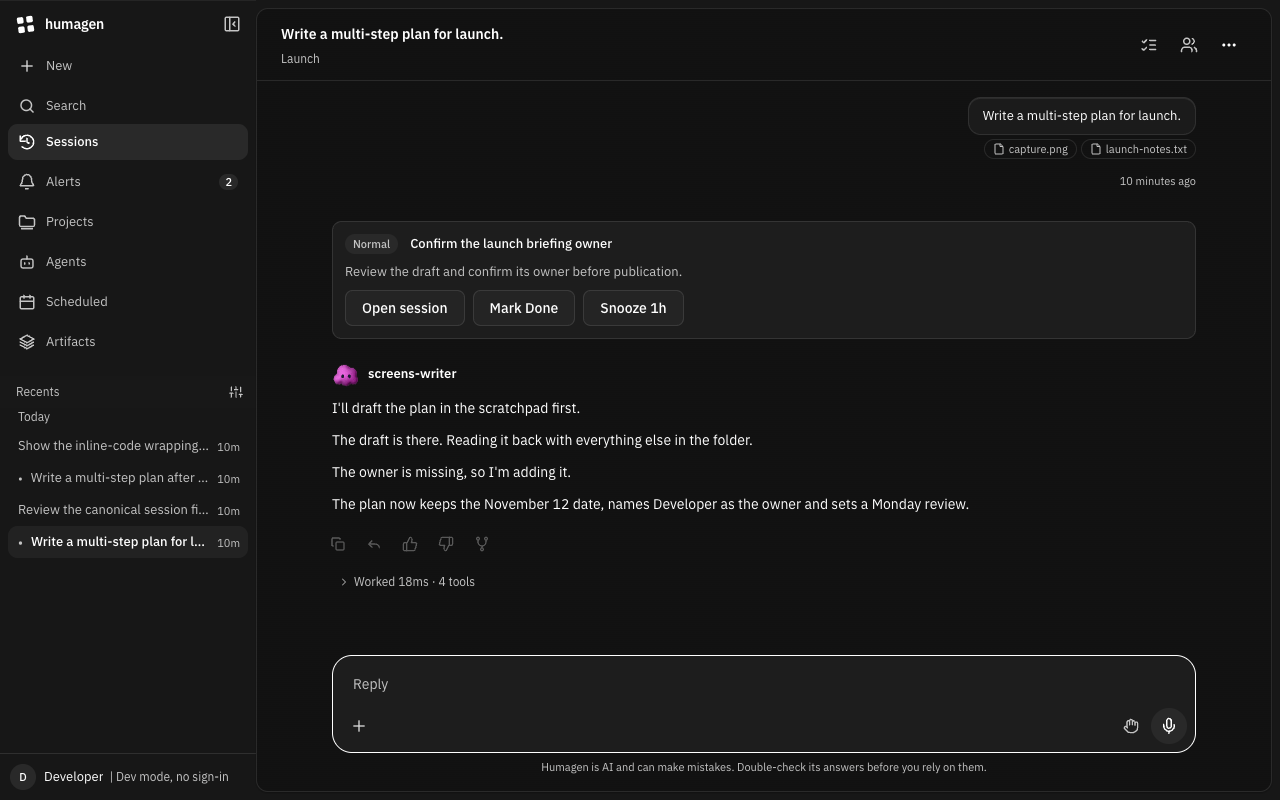 humagen
New
Search
Sessions
Alerts 2
Projects
Agents
Scheduled
Artifacts
Recents
Today
Show the inline-code wrapping... 10m
• Write a multi-step plan after ... 10m
Review the canonical session fi... 10m
• Write a multi-step plan for l... 10m
D Developer | Dev mode, no sign-in
Write a multi-step plan for launch.
Launch
Write a multi-step plan for launch.
capture.png launch-notes.txt
10 minutes ago
Normal Confirm the launch briefing owner
Review the draft and confirm its owner before publication.
Open session Mark Done Snooze 1h
screens-writer
I'll draft the plan in the scratchpad first.
The draft is there. Reading it back with everything else in the folder.
The owner is missing, so I'm adding it.
The plan now keeps the November 12 date, names Developer as the owner and sets a Monday review.
Worked 18ms · 4 tools
Reply
Humagen is AI and can make mistakes. Double-check its answers before you rely on them.